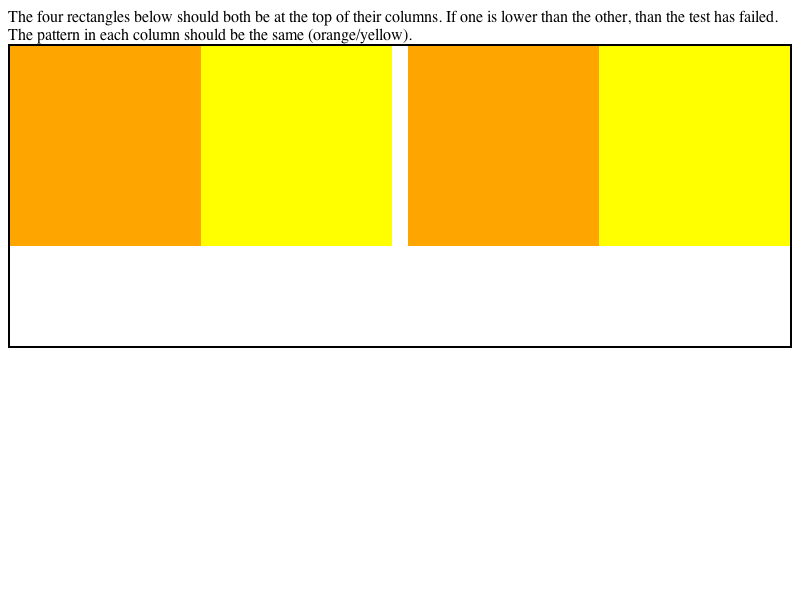 The four rectangles below should both be at the top of their columns. If one is lower than the other, than the test has failed.
The pattern in each column should be the same (orange/yellow).